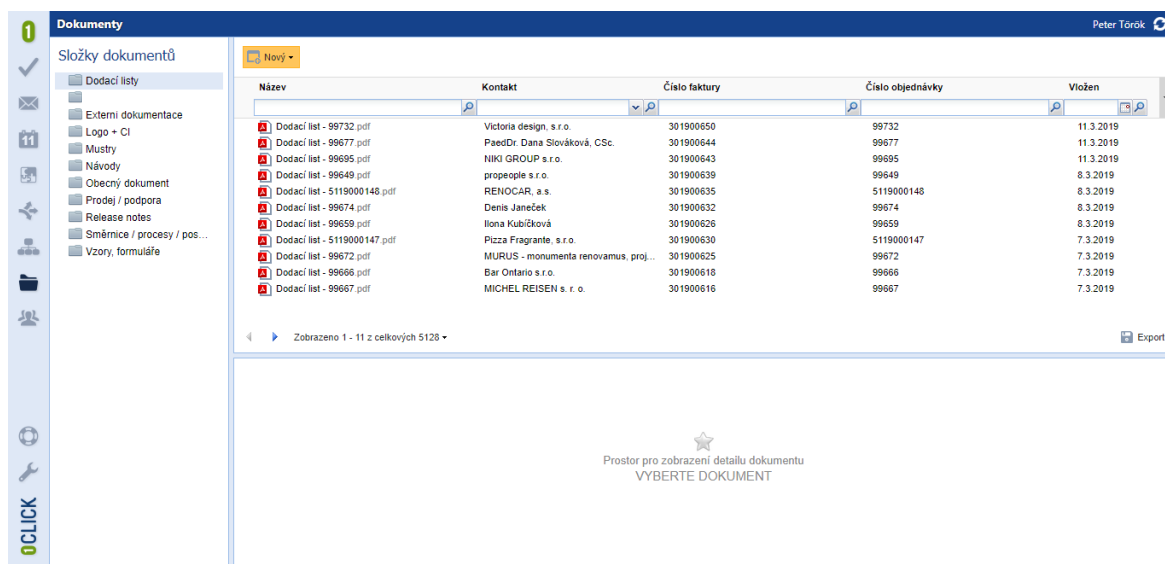 Dokumenty
Peter Török
Složky dokumentů
Dodací listy
Externi dokumentace
Logo + CI
Mustry
Návody
Obecný dokument
Prodej / podpora
Release notes
Směrnice / procesy / pos...
Vzory, formuláře
11
1CLICK
Nový
Název Kontakt Číslo faktury Číslo objednávky Vložen
Dodací list - 99732.pdf Victoria design, s.r.o. 301900650 99732 11.3.2019
Dodací list - 99677.pdf PaedDr. Dana Slováková, CSc. 301900644 99677 11.3.2019
Dodací list - 99695.pdf NIKI GROUP s.r.o. 301900643 99695 11.3.2019
Dodací list - 99649.pdf propeople s.r.o. 301900639 99649 8.3.2019
Dodací list - 5119000148.pdf RENOCAR, a.s. 301900635 5119000148 8.3.2019
Dodací list - 99674.pdf Denis Janeček 301900632 99674 8.3.2019
Dodací list - 99659.pdf Ilona Kubíčková 301900626 99659 8.3.2019
Dodací list - 5119000147.pdf Pizza Fragrante, s.r.o. 301900630 5119000147 7.3.2019
Dodací list - 99672.pdf MURUS - monumenta renovamus, proj... 301900625 99672 7.3.2019
Dodací list - 99666.pdf Bar Ontario s.r.o. 301900618 99666 7.3.2019
Dodací list - 99667.pdf MICHEL REISEN s. r. o. 301900616 99667 7.3.2019
Zobrazeno 1 - 11 z celkových 5128
Export
Prostor pro zobrazení detailu dokumentu
VYBERTE DOKUMENT